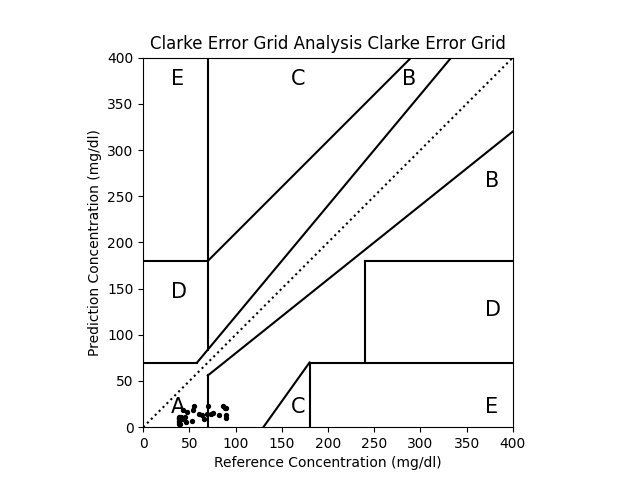 Clarke Error Grid Analysis Clarke Error Grid
400
350
300
250
200
150
100
50
0
Prediction Concentration (mg/dl)
E
C
B
B
D
D
A
C
E
0
50
100
150
200
250
300
350
400
Reference Concentration (mg/dl)